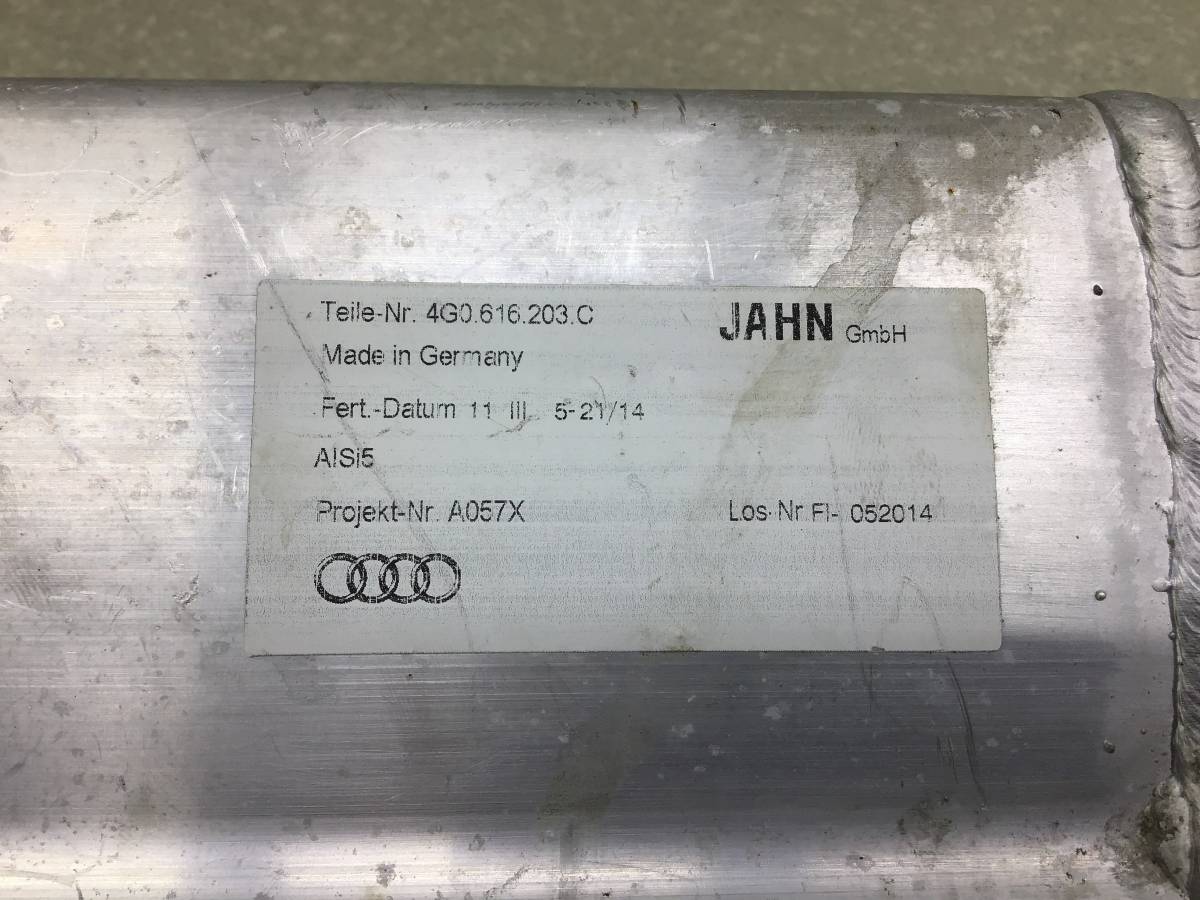 Teile-Nr. 4G0.616.203.C
JAHN GmbH
Made in Germany
Fert.-Datum 11 III 5-21/14
AlSi5
Projekt-Nr. A057X
Los-Nr FI- 052014